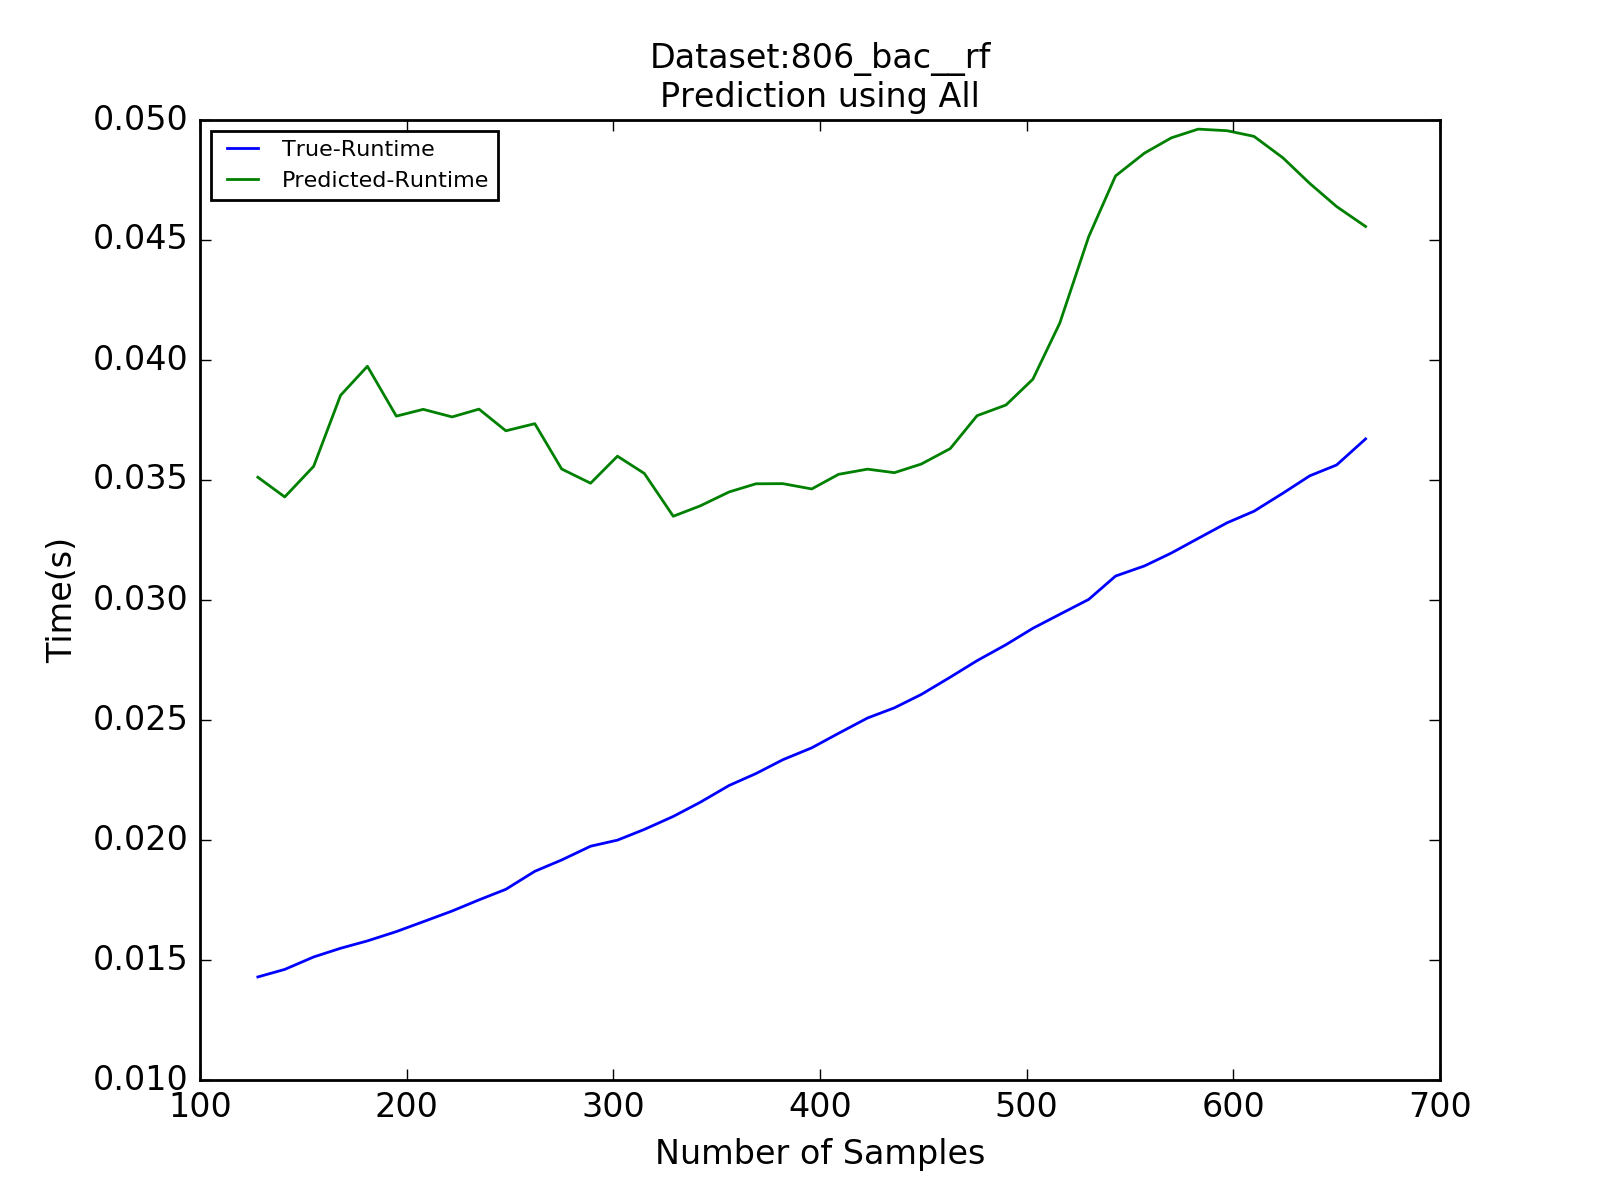 Dataset:806_bac__rf
Prediction using All
True-Runtime
Predicted-Runtime
0.050
0.045
0.040
0.035
0.030
0.025
0.020
0.015
0.010
Time(s)
100 200 300 400 500 600 700
Number of Samples